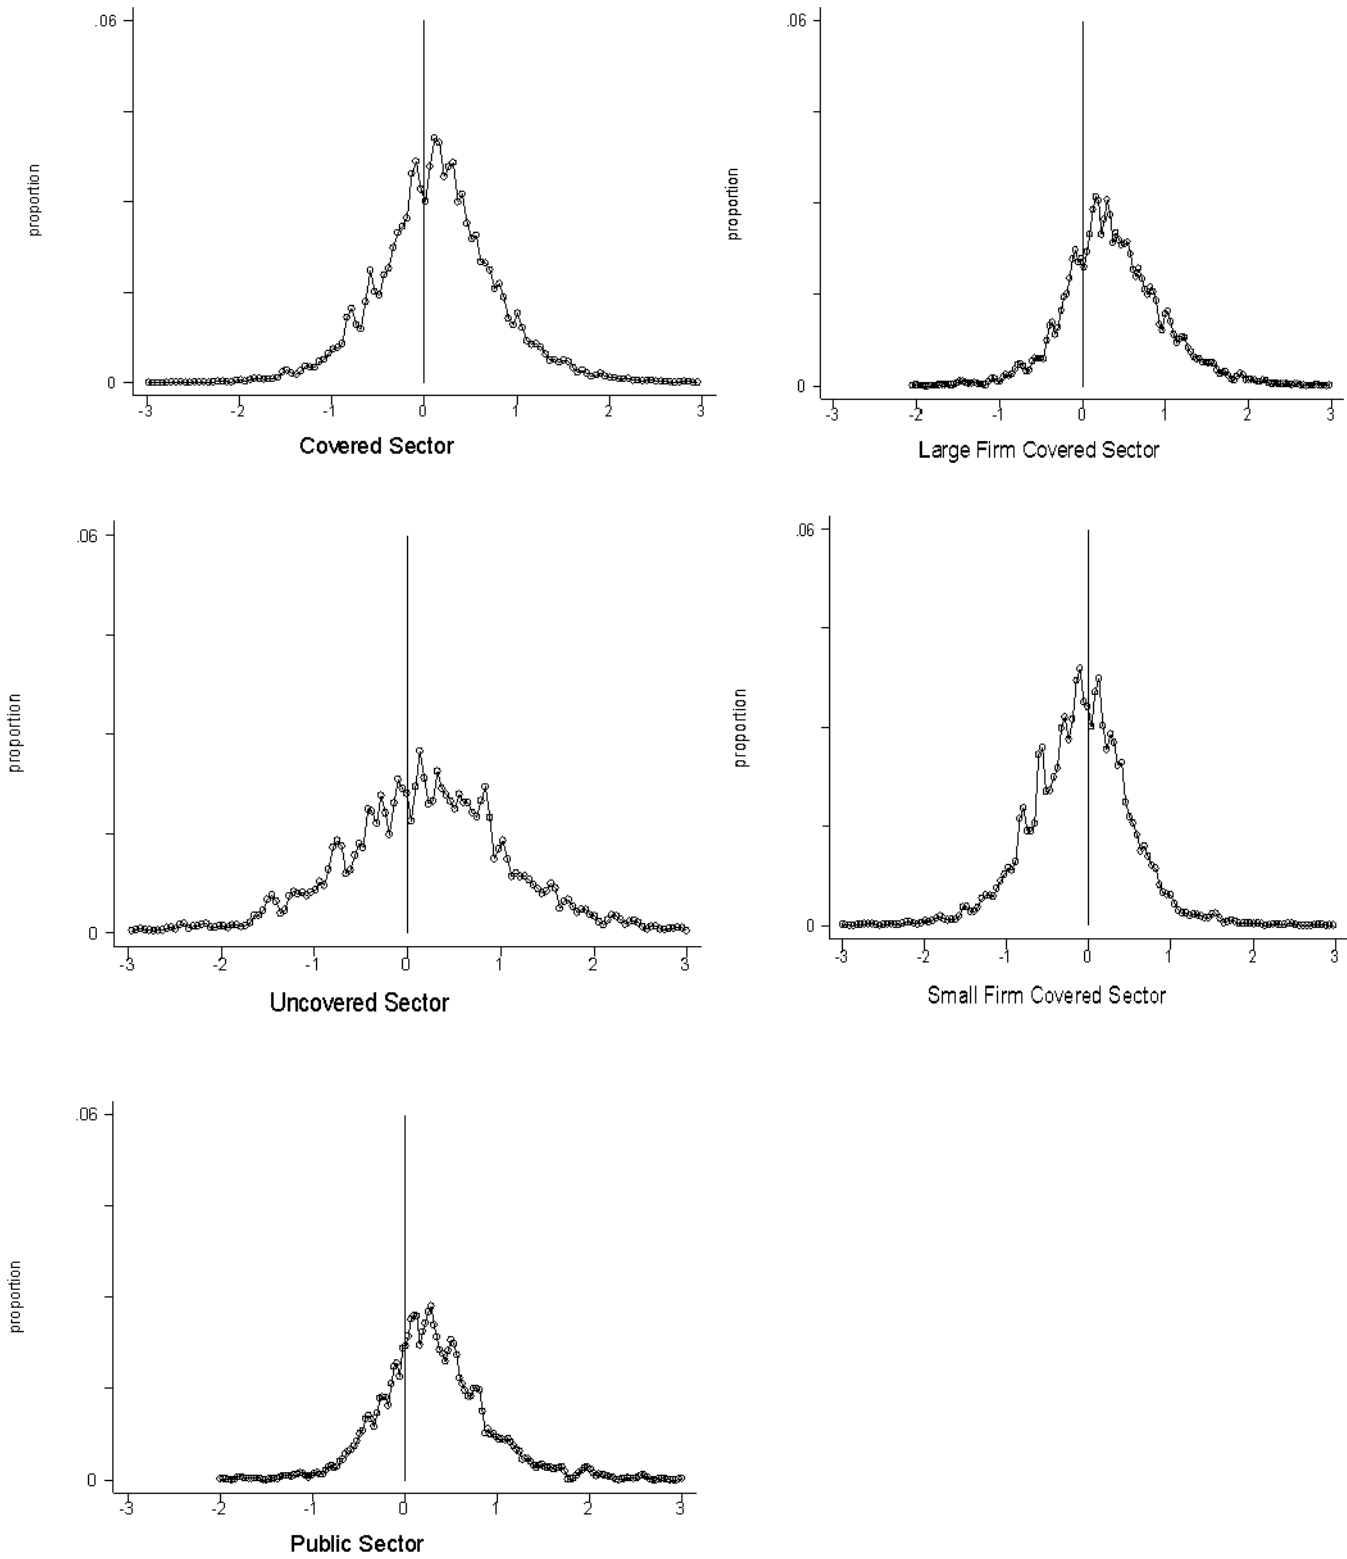 .06
proportion
0
-3 -2 -1 0 1 2 3
Covered Sector
.06
proportion
0
-3 -2 -1 0 1 2 3
Large Firm Covered Sector
.06
proportion
0
-3 -2 -1 0 1 2 3
Uncovered Sector
.06
proportion
0
-3 -2 -1 0 1 2 3
Small Firm Covered Sector
.06
proportion
0
-3 -2 -1 0 1 2 3
Public Sector